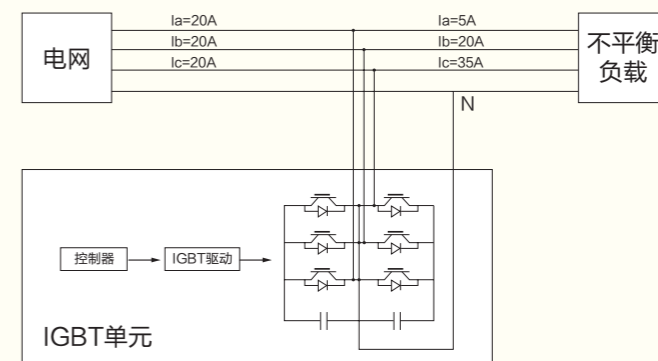 电网
Ia=20A
Ib=20A
Ic=20A
Ia=5A
Ib=20A
Ic=35A
不平衡
负载
N
控制器
IGBT驱动
IGBT单元